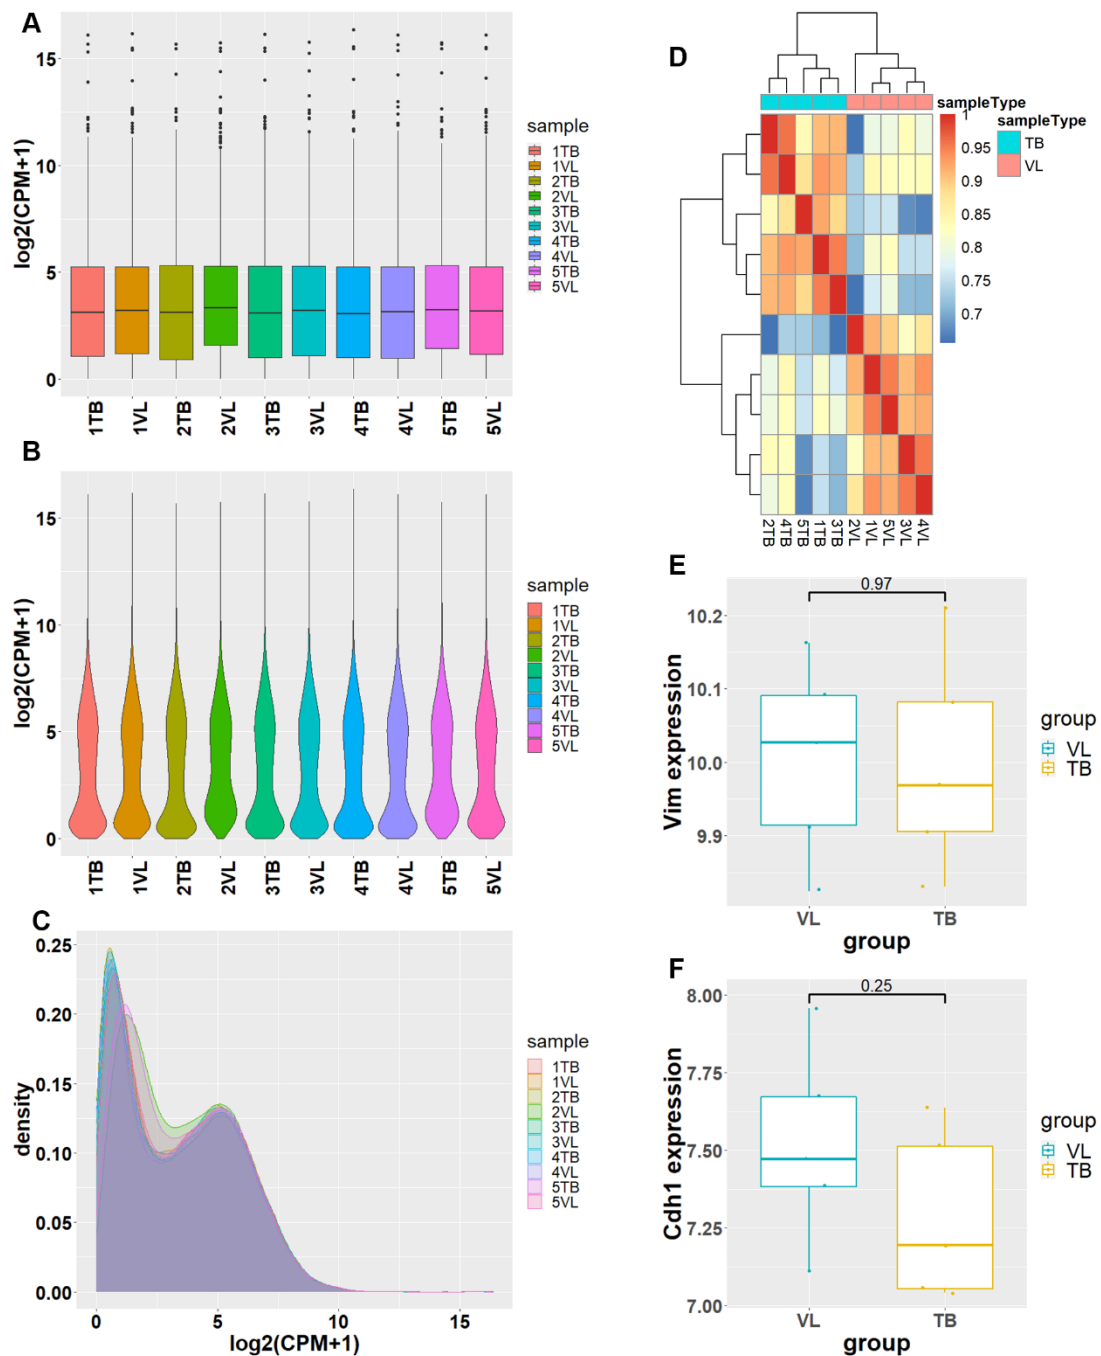 A
log2(CPM+1)
15
10
5
0
1TB
1VL
2TB
2VL
3TB
3VL
4TB
4VL
5TB
5VL
sample
1TB
1VL
2TB
2VL
3TB
3VL
4TB
4VL
5TB
5VL
B
log2(CPM+1)
15
10
5
0
1TB
1VL
2TB
2VL
3TB
3VL
4TB
4VL
5TB
5VL
sample
1TB
1VL
2TB
2VL
3TB
3VL
4TB
4VL
5TB
5VL
C
density
0.25
0.20
0.15
0.10
0.05
0.00
0
5
10
15
log2(CPM+1)
sample
1TB
1VL
2TB
2VL
3TB
3VL
4TB
4VL
5TB
5VL
D
sampleType
1
0.95
0.9
0.85
0.8
0.75
0.7
sampleType
TB
VL
2TB
4TB
5TB
1TB
3TB
2VL
1VL
5VL
3VL
4VL
E
0.97
Vim expression
10.2
10.1
10.0
9.9
VL
TB
group
group
VL
TB
F
0.25
Cdh1 expression
8.00
7.75
7.50
7.25
7.00
VL
TB
group
group
VL
TB